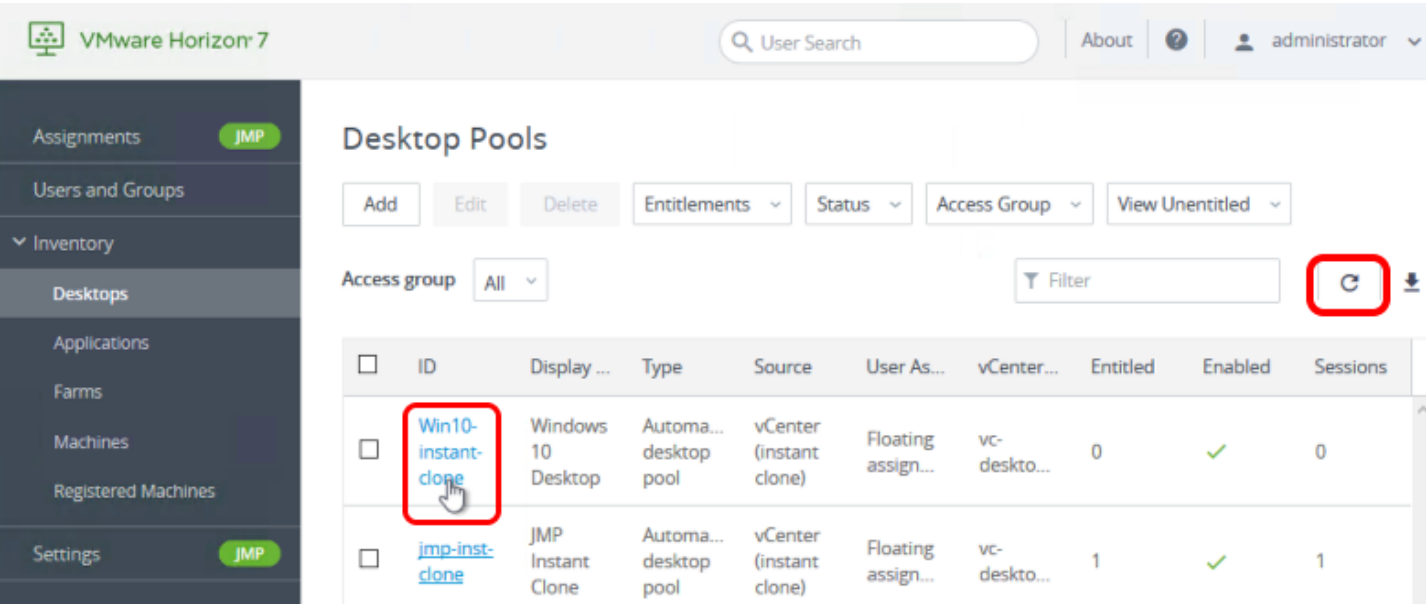 VMware Horizon® 7
User Search
About
administrator
Assignments JMP
Users and Groups
Inventory
Desktops
Applications
Farms
Machines
Registered Machines
Settings JMP
Desktop Pools
Add Edit Delete Entitlements Status Access Group View Unentitled
Access group All Filter
ID Display ... Type Source User As... vCenter... Entitled Enabled Sessions
Win10- Windows Automa... vCenter
instant- 10 desktop (instant Floating vc- 0 0
clone Desktop pool clone) assign... deskto...
jmp-inst- JMP Automa... vCenter
clone Instant desktop (instant Floating vc- 1 1
Clone pool clone) assign... deskto...